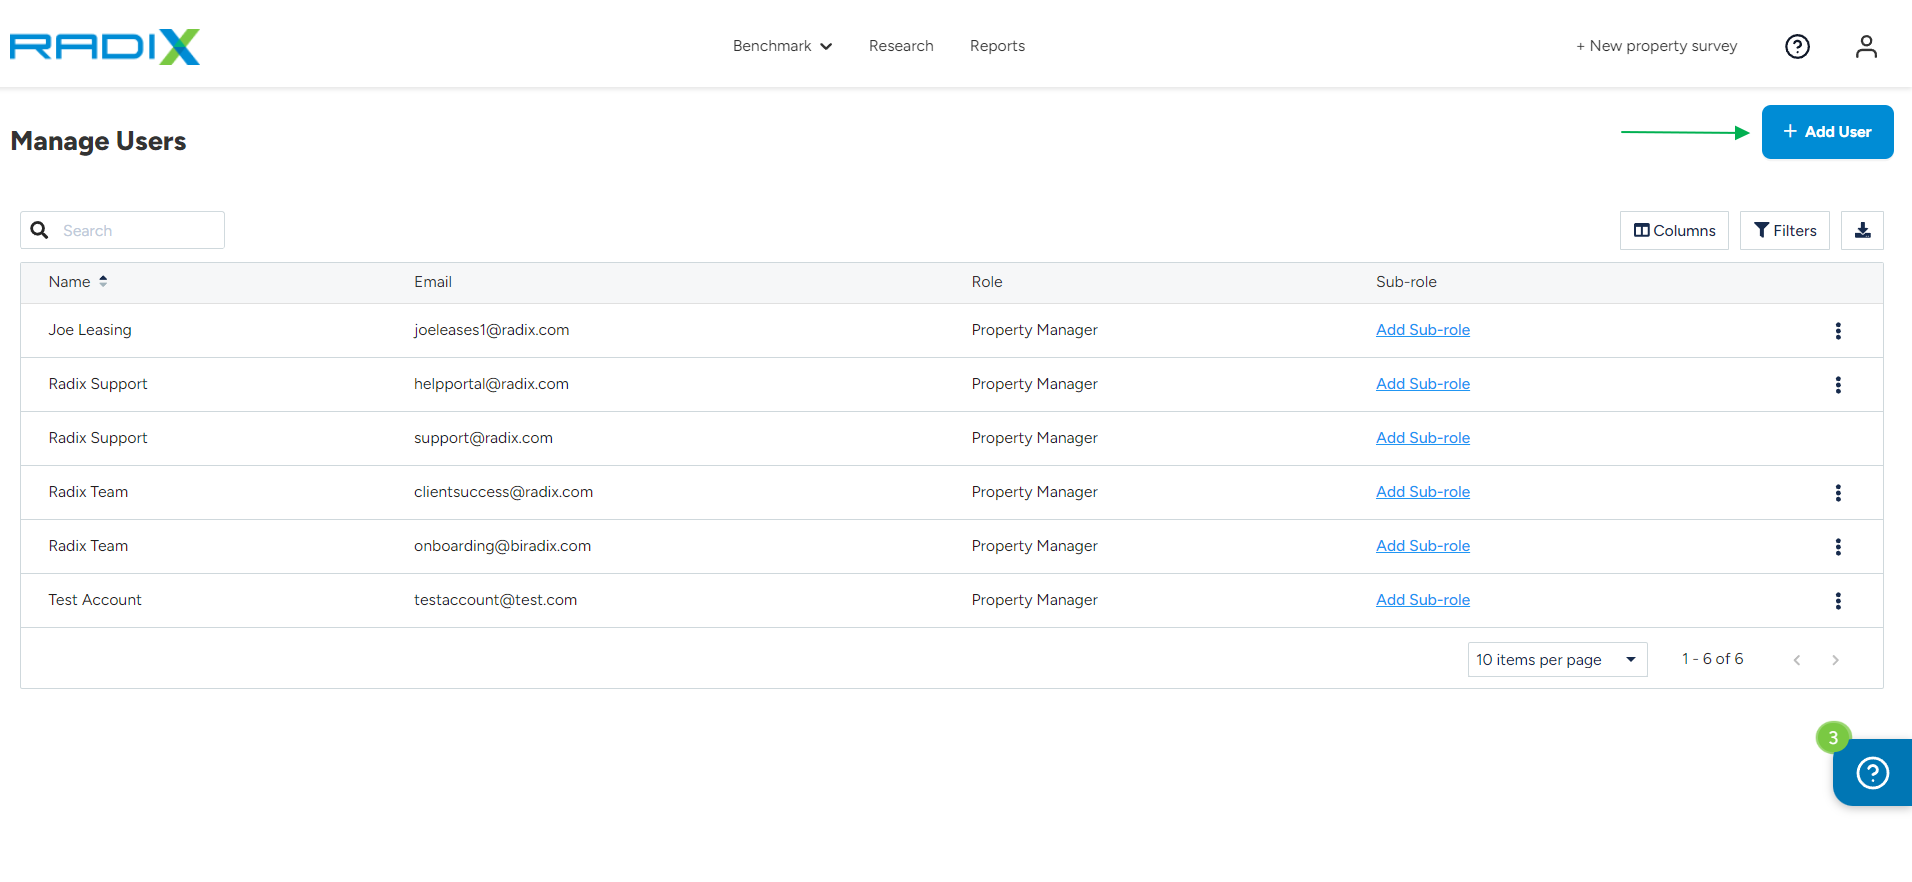 RADIX
Benchmark Research Reports + New property survey
Manage Users
+ Add User
Search
Columns Filters
Name Email Role Sub-role
Joe Leasing joeleases1@radix.com Property Manager Add Sub-role
Radix Support helpportal@radix.com Property Manager Add Sub-role
Radix Support support@radix.com Property Manager Add Sub-role
Radix Team clientsuccess@radix.com Property Manager Add Sub-role
Radix Team onboarding@biradix.com Property Manager Add Sub-role
Test Account testaccount@test.com Property Manager Add Sub-role
10 items per page 1 - 6 of 6
3